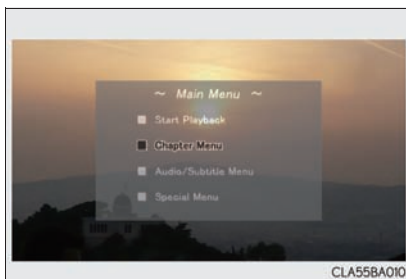 ~ Main Menu ~
Start Playback
Chapter Menu
Audio/Subtitle Menu
Special Menu
CLA55BA010